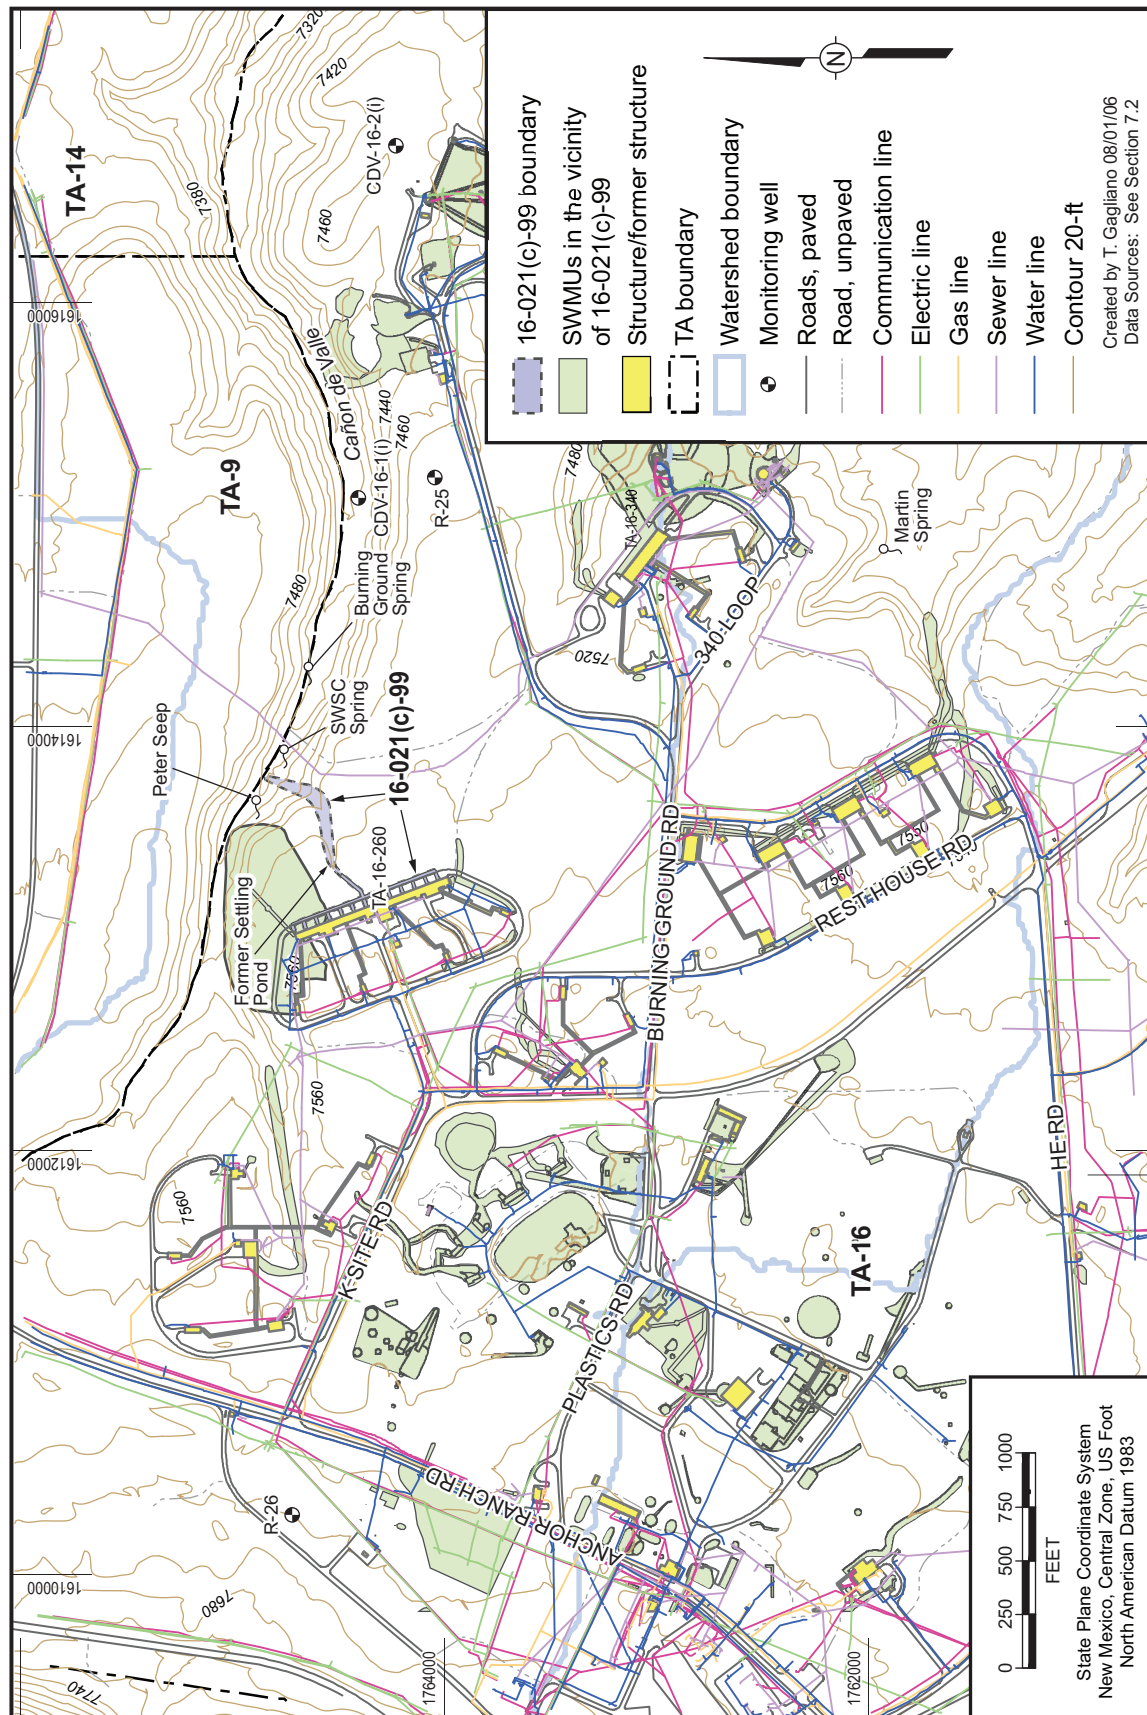 7740
7680
R-26
1610000
1612000
1614000
1616000
1764000
1762000
7560
7560
7560
7320
7420
7380
7460
TA-14
CDV-16-2(i)
TA-9
Cañon de Valle
7440
7460
CDV-16-1(i)
R-25
7480
Burning
Ground
Spring
SWSC
Spring
Peter Seep
16-021(c)-99
TA-16-260
Former Settling
Pond
K-SITE RD
ANCHOR RANCH RD
PLASTICS RD
BURNING GROUND RD
REST HOUSE RD
7560
7550
340 LOOP
7520
TA-16-340
7480
Martin
Spring
HE RD
TA-16
N
16-021(c)-99 boundary
SWMUs in the vicinity
of 16-021(c)-99
Structure/former structure
TA boundary
Watershed boundary
Monitoring well
Roads, paved
Road, unpaved
Communication line
Electric line
Gas line
Sewer line
Water line
Contour 20-ft
Created by T. Gagliano 08/01/06
Data Sources: See Section 7.2
0 250 500 750 1000
FEET
State Plane Coordinate System
New Mexico, Central Zone, US Foot
North American Datum 1983